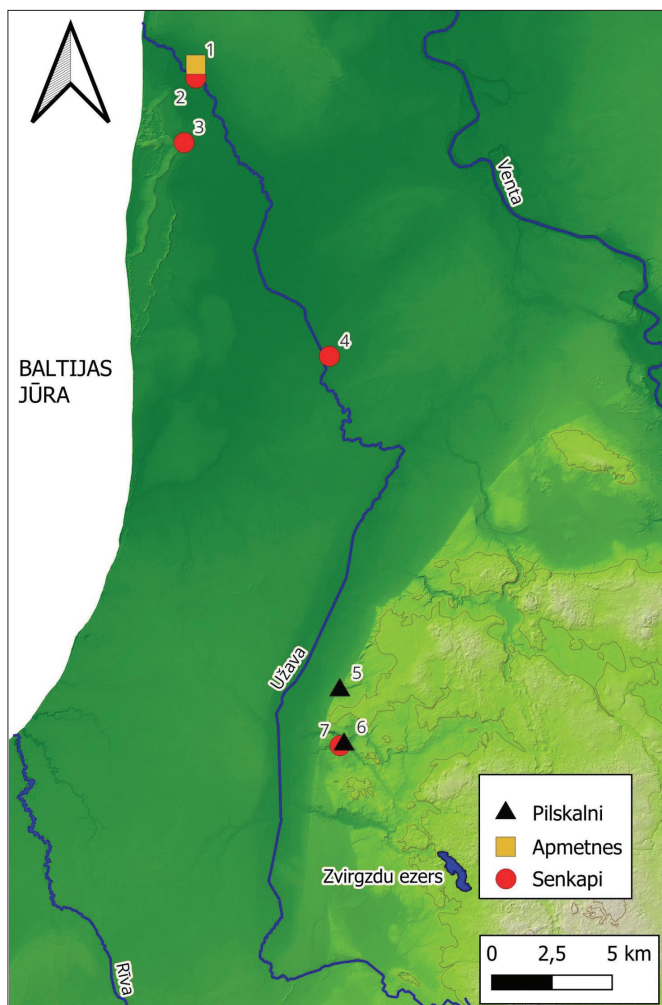 1
2
3
Venta
4
BALTIJAS
JŪRA
5
Užava
7
6
Pilskalni
Apmetnes
Senkapi
Zvirgzdu ezers
0 2,5 5 km
Rīva